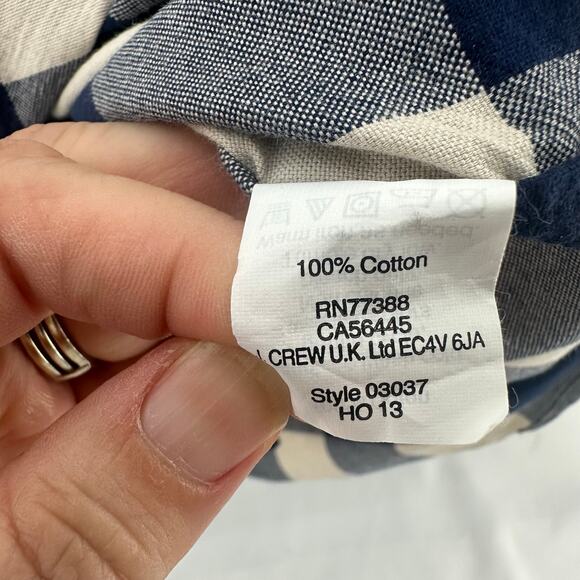 100% Cotton
RN77388
CA56445
J.CREW U.K. Ltd EC4V 6JA
Style 03037
HO 13